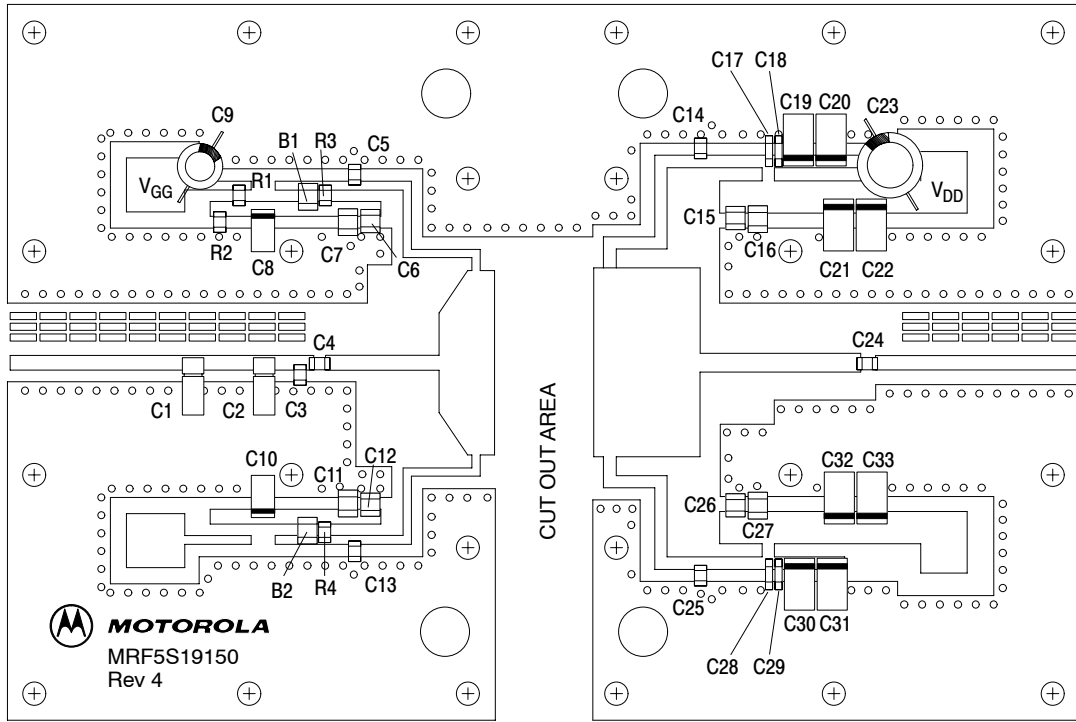 C17 C18
C19 C20 C23
C9
C14
B1 R3 C5
R1
VGG
VDD
C15
C16
R2 C8 C7 C6
C21 C22
C4
C24
C1 C2 C3
CUT OUT AREA
C10 C11 C12
C32 C33
C26
C27
B2 R4 C13
C25
C30 C31
C28 C29
MOTOROLA
MRF5S19150
Rev 4